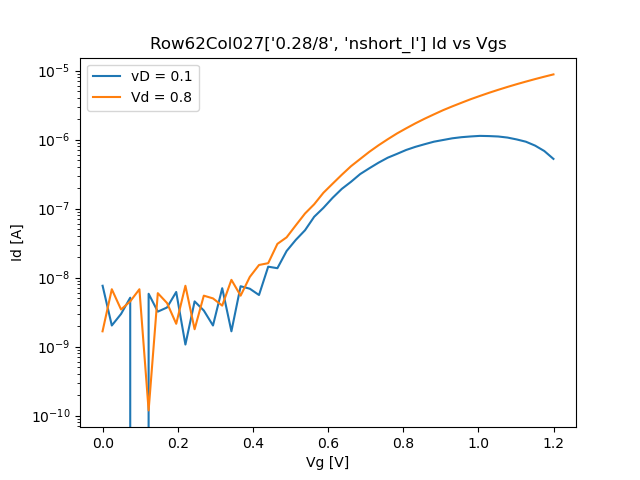 Row62Col027['0.28/8', 'nshort_l'] Id vs Vgs
vD = 0.1
Vd = 0.8
10⁻⁵
10⁻⁶
10⁻⁷
10⁻⁸
10⁻⁹
10⁻¹⁰
Id [A]
0.0 0.2 0.4 0.6 0.8 1.0 1.2
Vg [V]